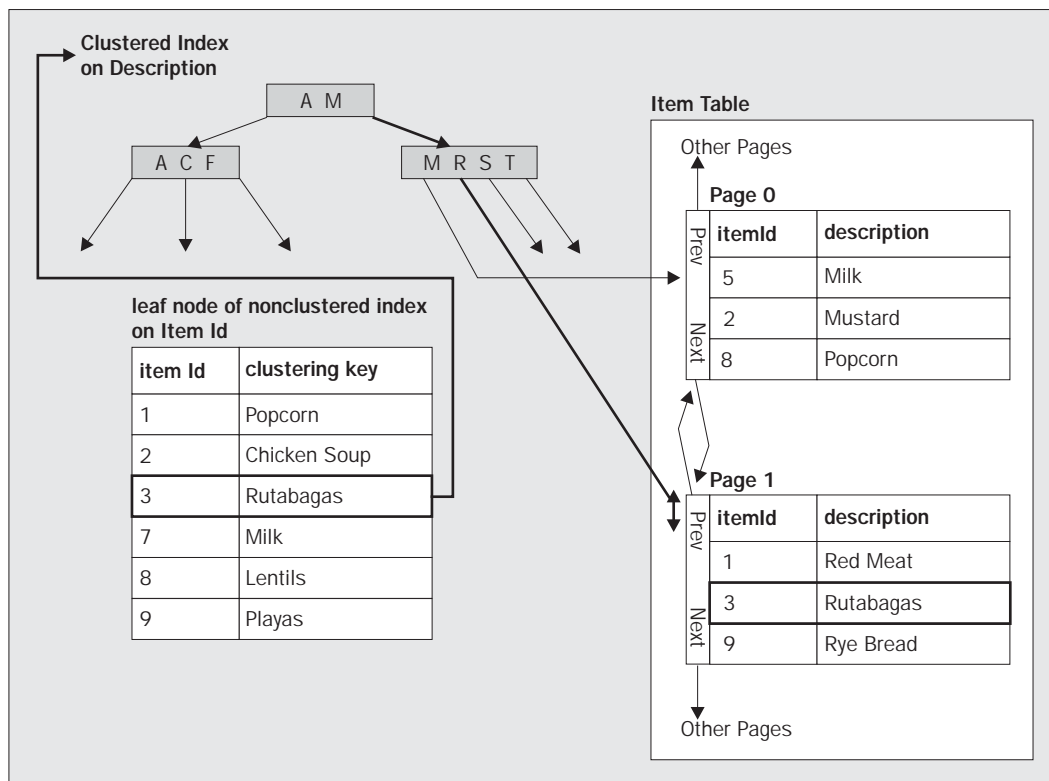 Clustered Index
on Description
A M
A C F
M R S T
leaf node of nonclustered index
on Item Id
item Id clustering key
1 Popcorn
2 Chicken Soup
3 Rutabagas
7 Milk
8 Lentils
9 Playas
Item Table
Other Pages
Page 0
Prev
Next
itemId description
5 Milk
2 Mustard
8 Popcorn
Page 1
Prev
Next
itemId description
1 Red Meat
3 Rutabagas
9 Rye Bread
Other Pages